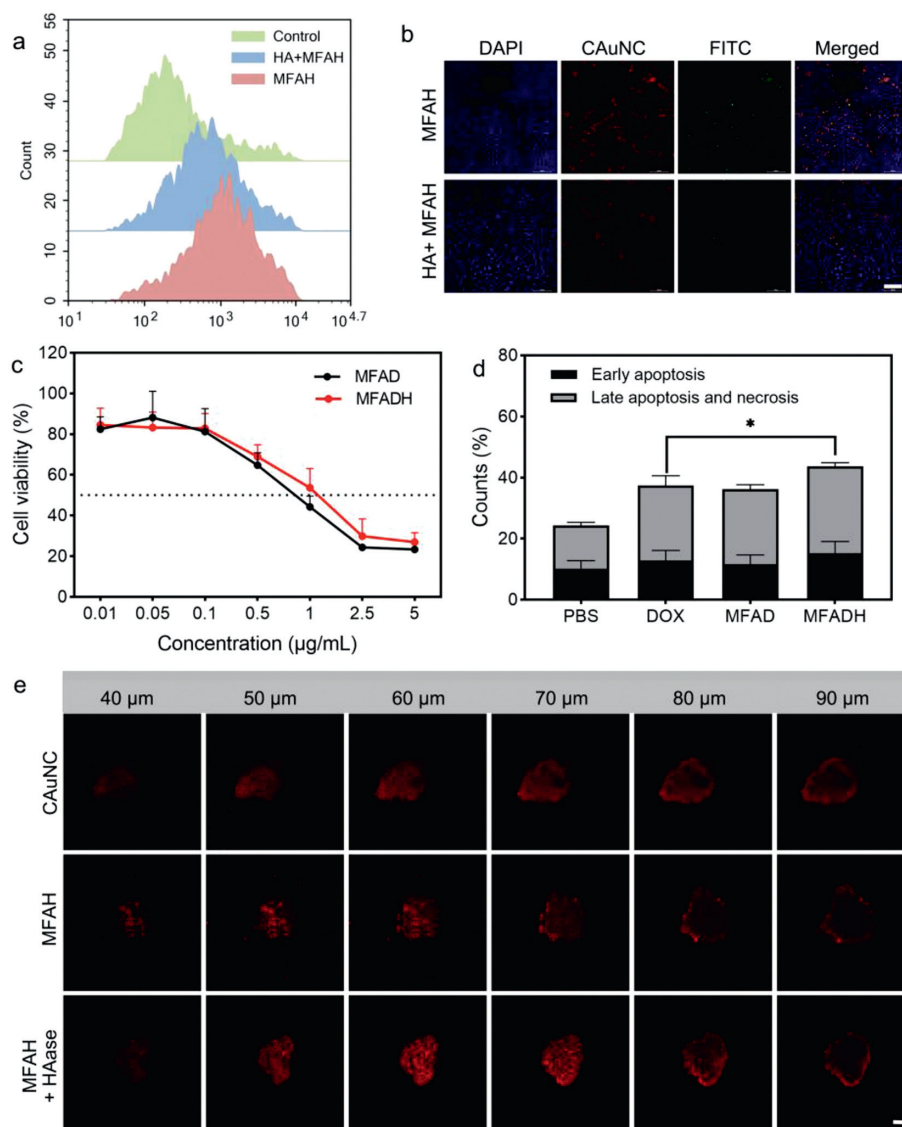 a
Control
HA+MFAH
MFAH
Count
56
50
40
30
20
10
0
10¹ 10² 10³ 10⁴ 10⁴·⁷
b
DAPI CAuNC FITC Merged
MFAH
HA+ MFAH
c
MFAD
MFADH
Cell viability (%)
120
100
80
60
40
20
0
0.01 0.05 0.1 0.5 1 2.5 5
Concentration (μg/mL)
d
Early apoptosis
Late apoptosis and necrosis
*
Counts (%)
80
60
40
20
0
PBS DOX MFAD MFADH
e
40 μm 50 μm 60 μm 70 μm 80 μm 90 μm
CAuNC
MFAH
MFAH
+ HAase